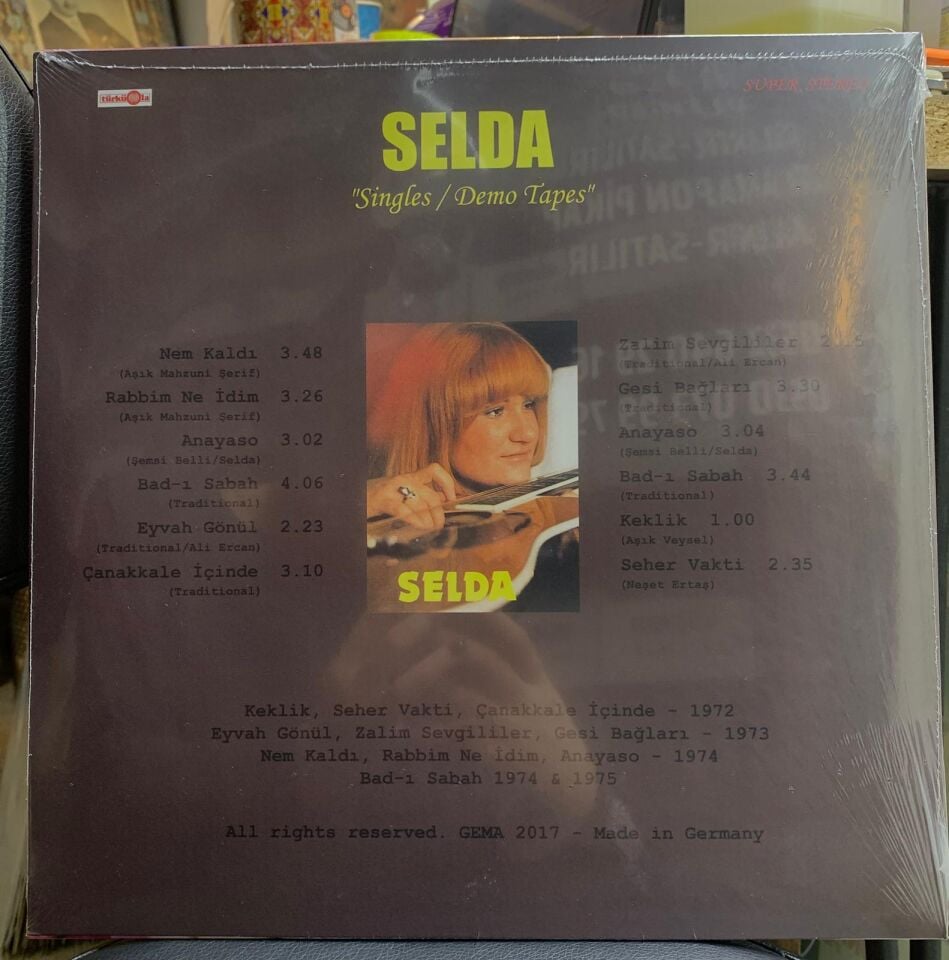 türküola
SUPER STEREO
SELDA
"Singles / Demo Tapes"
Nem Kaldı 3.48
(Aşık Mahzuni Şerif)
Rabbim Ne İdim 3.26
(Aşık Mahzuni Şerif)
Anayaso 3.02
(Şemsi Belli/Selda)
Bad-ı Sabah 4.06
(Traditional)
Eyvah Gönül 2.23
(Traditional/Ali Ercan)
Çanakkale İçinde 3.10
(Traditional)
SELDA
Zalim Sevgililer
(Traditional/Ali Ercan)
Gesi Bağları 3.30
(Traditional)
Anayaso 3.04
(Şemsi Belli/Selda)
Bad-ı Sabah 3.44
(Traditional)
Keklik 1.00
(Aşık Veysel)
Seher Vakti 2.35
(Neşet Ertaş)
Keklik, Seher Vakti, Çanakkale İçinde - 1972
Eyvah Gönül, Zalim Sevgililer, Gesi Bağları - 1973
Nem Kaldı, Rabbim Ne İdim, Anayaso - 1974
Bad-ı Sabah 1974 & 1975
All rights reserved. GEMA 2017 - Made in Germany